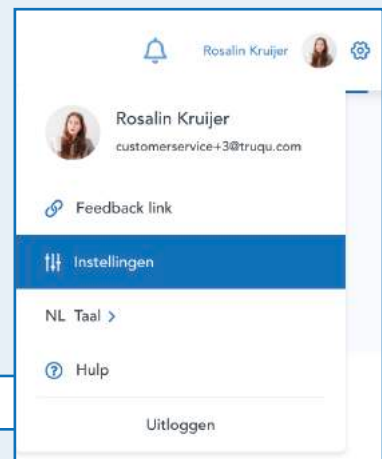 Rosalin Kruijer
Rosalin Kruijer
customerservice+3@truqu.com
Feedback link
Instellingen
NL Taal >
Hulp
Uitloggen